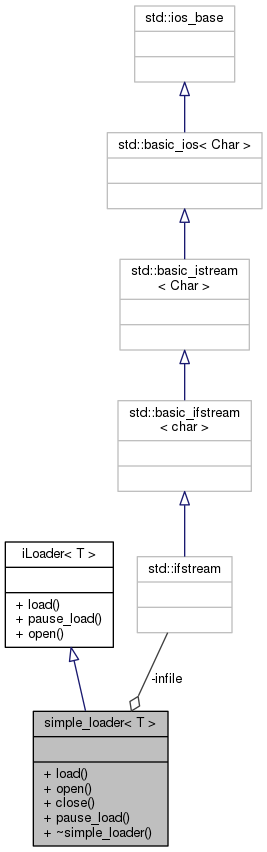 std::ios_base
std::basic_ios< Char >
std::basic_istream
< Char >
std::basic_ifstream
< char >
iLoader< T >
+ load()
+ pause_load()
+ open()
std::ifstream
-infile
simple_loader< T >
+ load()
+ open()
+ close()
+ pause_load()
+ ~simple_loader()